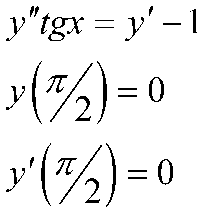 y″tgx = y′ − 1
y(π/2) = 0
y′(π/2) = 0